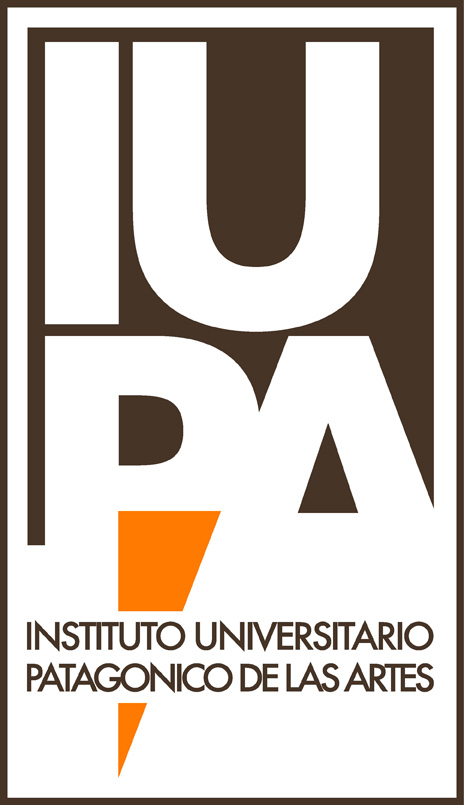 IU
PA
INSTITUTO UNIVERSITARIO
PATAGONICO DE LAS ARTES